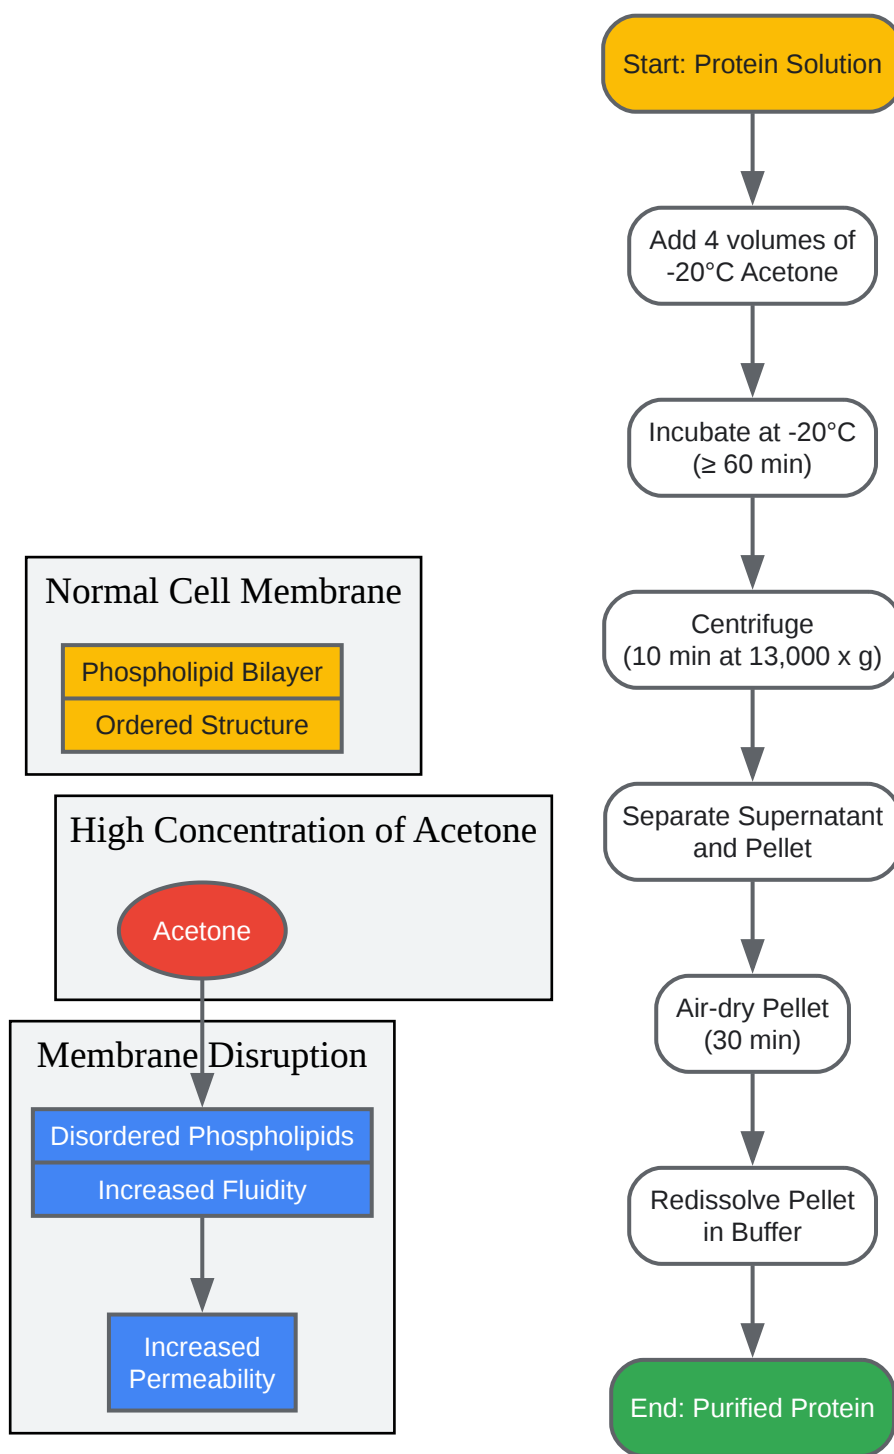 Start: Protein Solution
Add 4 volumes of
-20°C Acetone
Incubate at -20°C
(≥ 60 min)
Centrifuge
(10 min at 13,000 x g)
Separate Supernatant
and Pellet
Air-dry Pellet
(30 min)
Redissolve Pellet
in Buffer
End: Purified Protein
Normal Cell Membrane
Phospholipid Bilayer
Ordered Structure
High Concentration of Acetone
Acetone
Membrane Disruption
Disordered Phospholipids
Increased Fluidity
Increased
Permeability